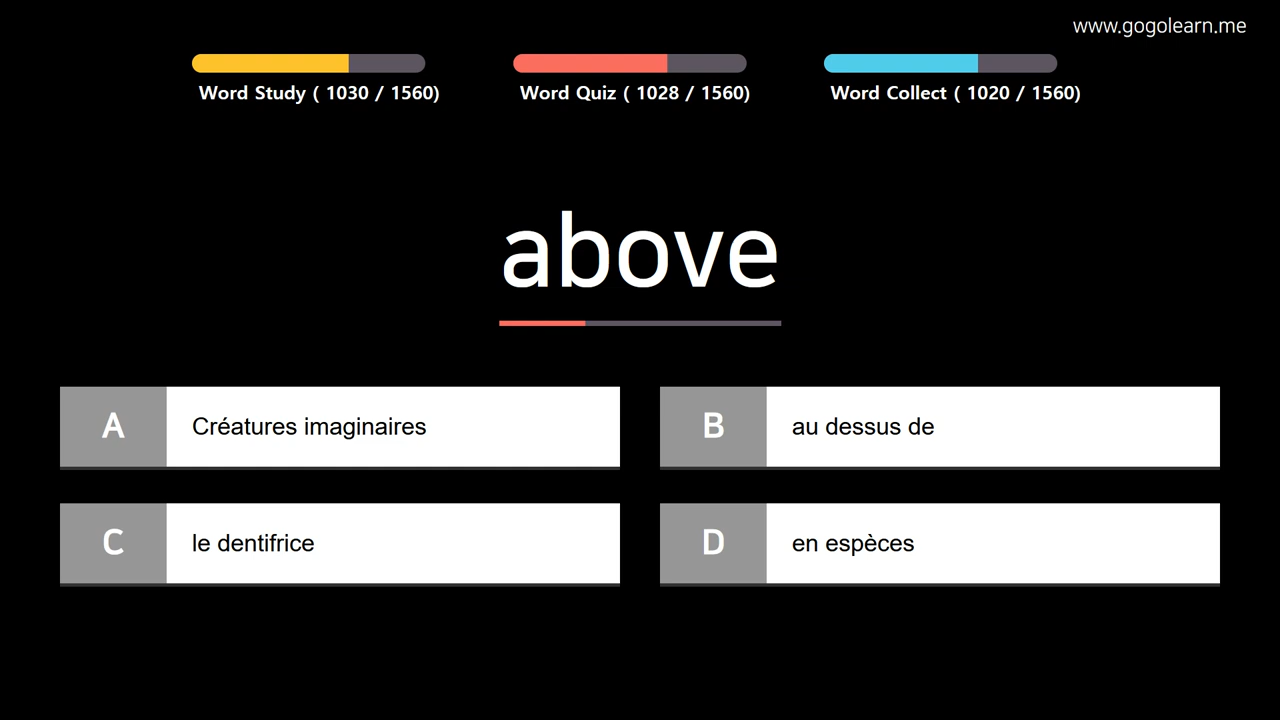 www.gogolearn.me
Word Study ( 1030 / 1560)
Word Quiz ( 1028 / 1560)
Word Collect ( 1020 / 1560)
above
A Créatures imaginaires
B au dessus de
C le dentifrice
D en espèces